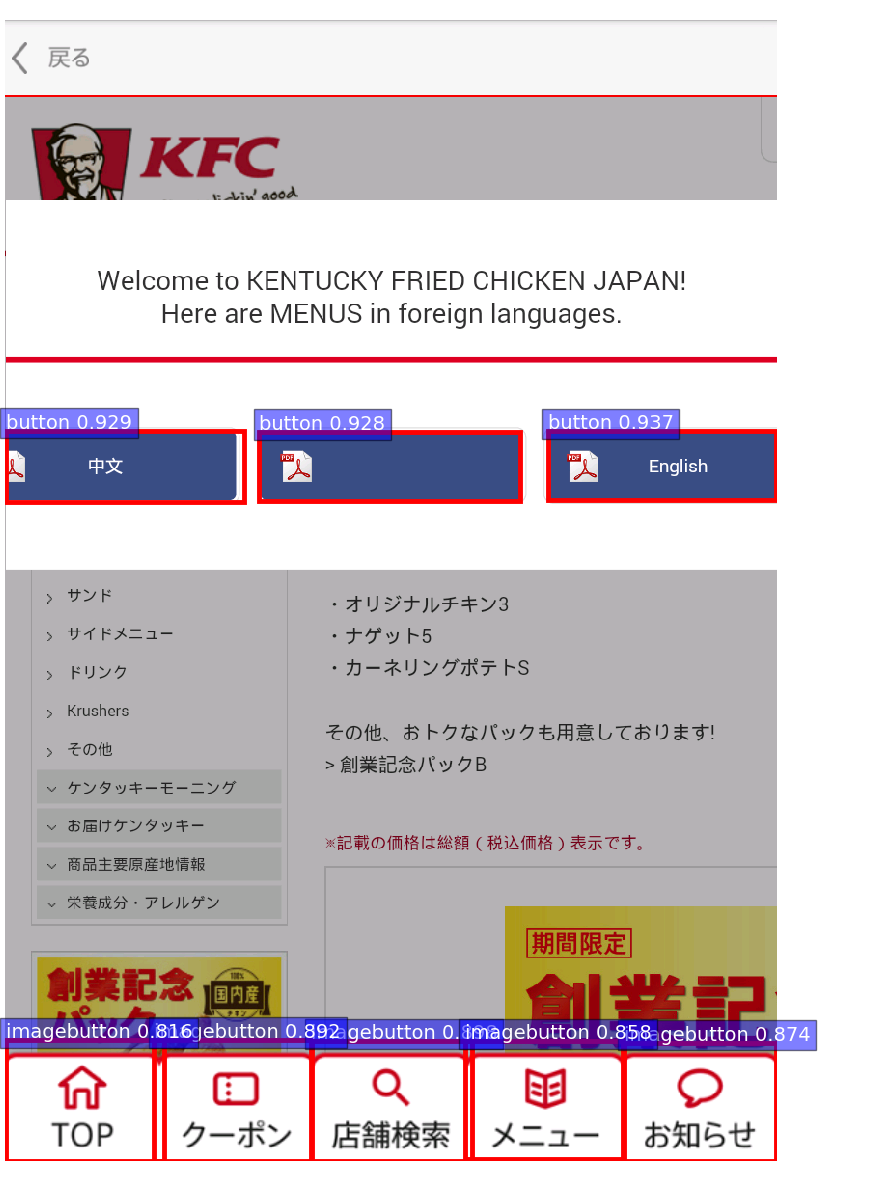 戻る
KFC
lickin' good
Welcome to KENTUCKY FRIED CHICKEN JAPAN!
Here are MENUS in foreign languages.
button 0.929
button 0.928
button 0.937
中文
PDF
PDF
English
サンド
サイドメニュー
ドリンク
Krushers
その他
ケンタッキーモーニング
お届けケンタッキー
商品主要原産地情報
栄養成分・アレルゲン
・オリジナルチキン3
・ナゲット5
・カーネリングポテトS
その他、おトクなパックも用意しております!
> 創業記念パックB
※記載の価格は総額（税込価格）表示です。
創業記念
パック
100%
国内産
チキン
期間限定
創業記
imagebutton 0.816
imagebutton 0.892
imagebutton
imagebutton 0.858
imagebutton 0.874
TOP
クーポン
店舗検索
メニュー
お知らせ